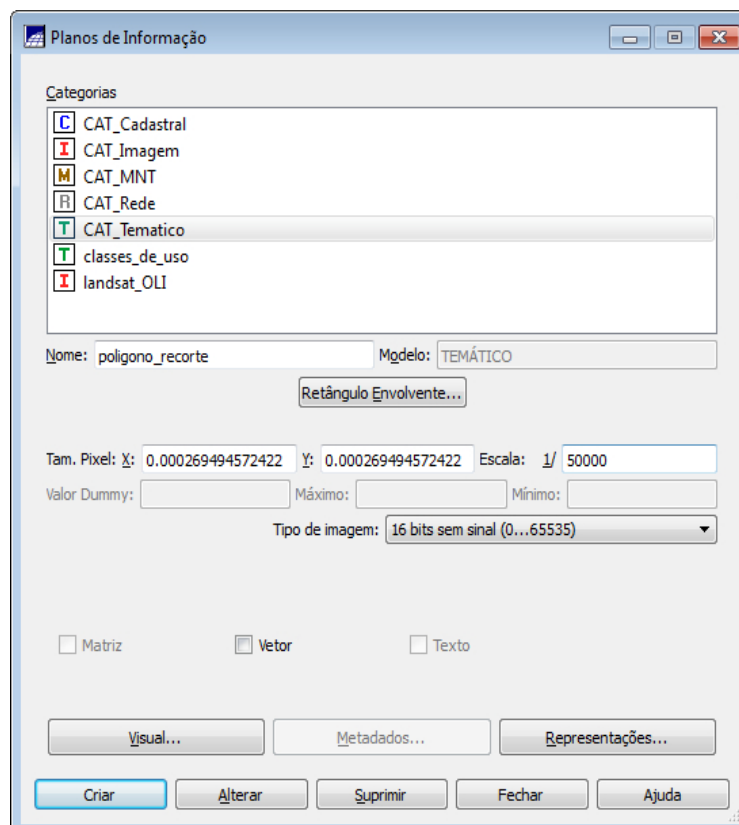 Planos de Informação
Categorias
C CAT_Cadastral
I CAT_Imagem
M CAT_MNT
R CAT_Rede
T CAT_Tematico
T classes_de_uso
I landsat_OLI
Nome: poligono_recorte Modelo: TEMÁTICO
Retângulo Envolvente...
Tam. Pixel: X: 0.000269494572422 Y: 0.000269494572422 Escala: 1/ 50000
Valor Dummy: Máximo: Mínimo:
Tipo de imagem: 16 bits sem sinal (0...65535)
Matriz Vetor Texto
Visual... Metadados... Representações...
Criar Alterar Suprimir Fechar Ajuda